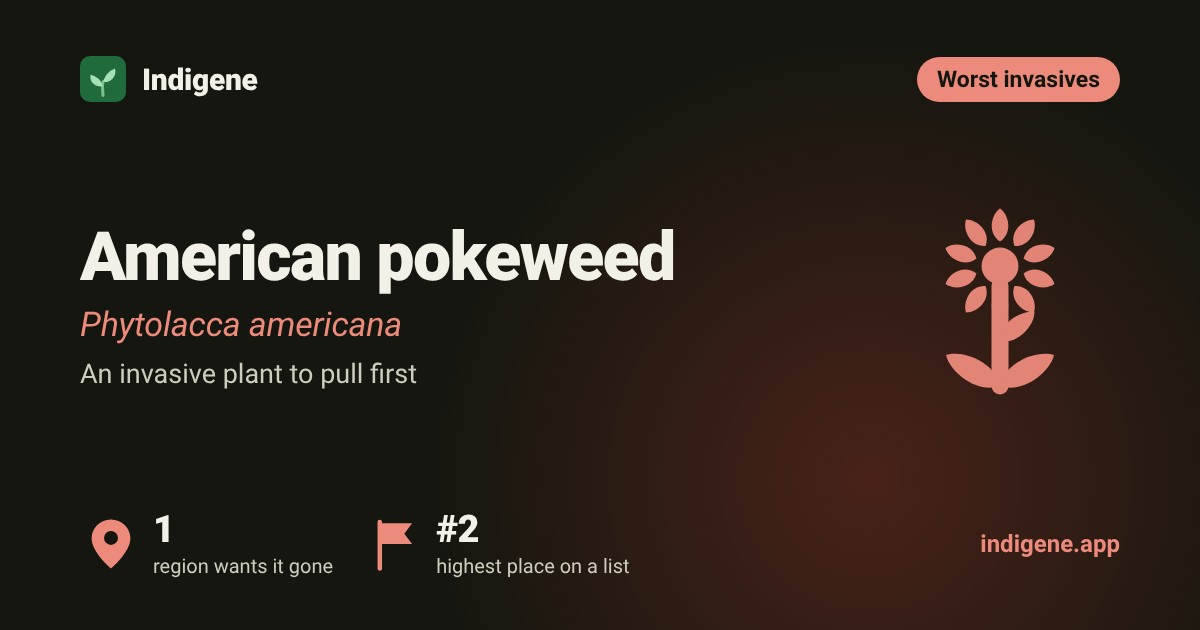 Indigene
Worst invasives
American pokeweed
Phytolacca americana
An invasive plant to pull first
1
region wants it gone
#2
highest place on a list
indigene.app